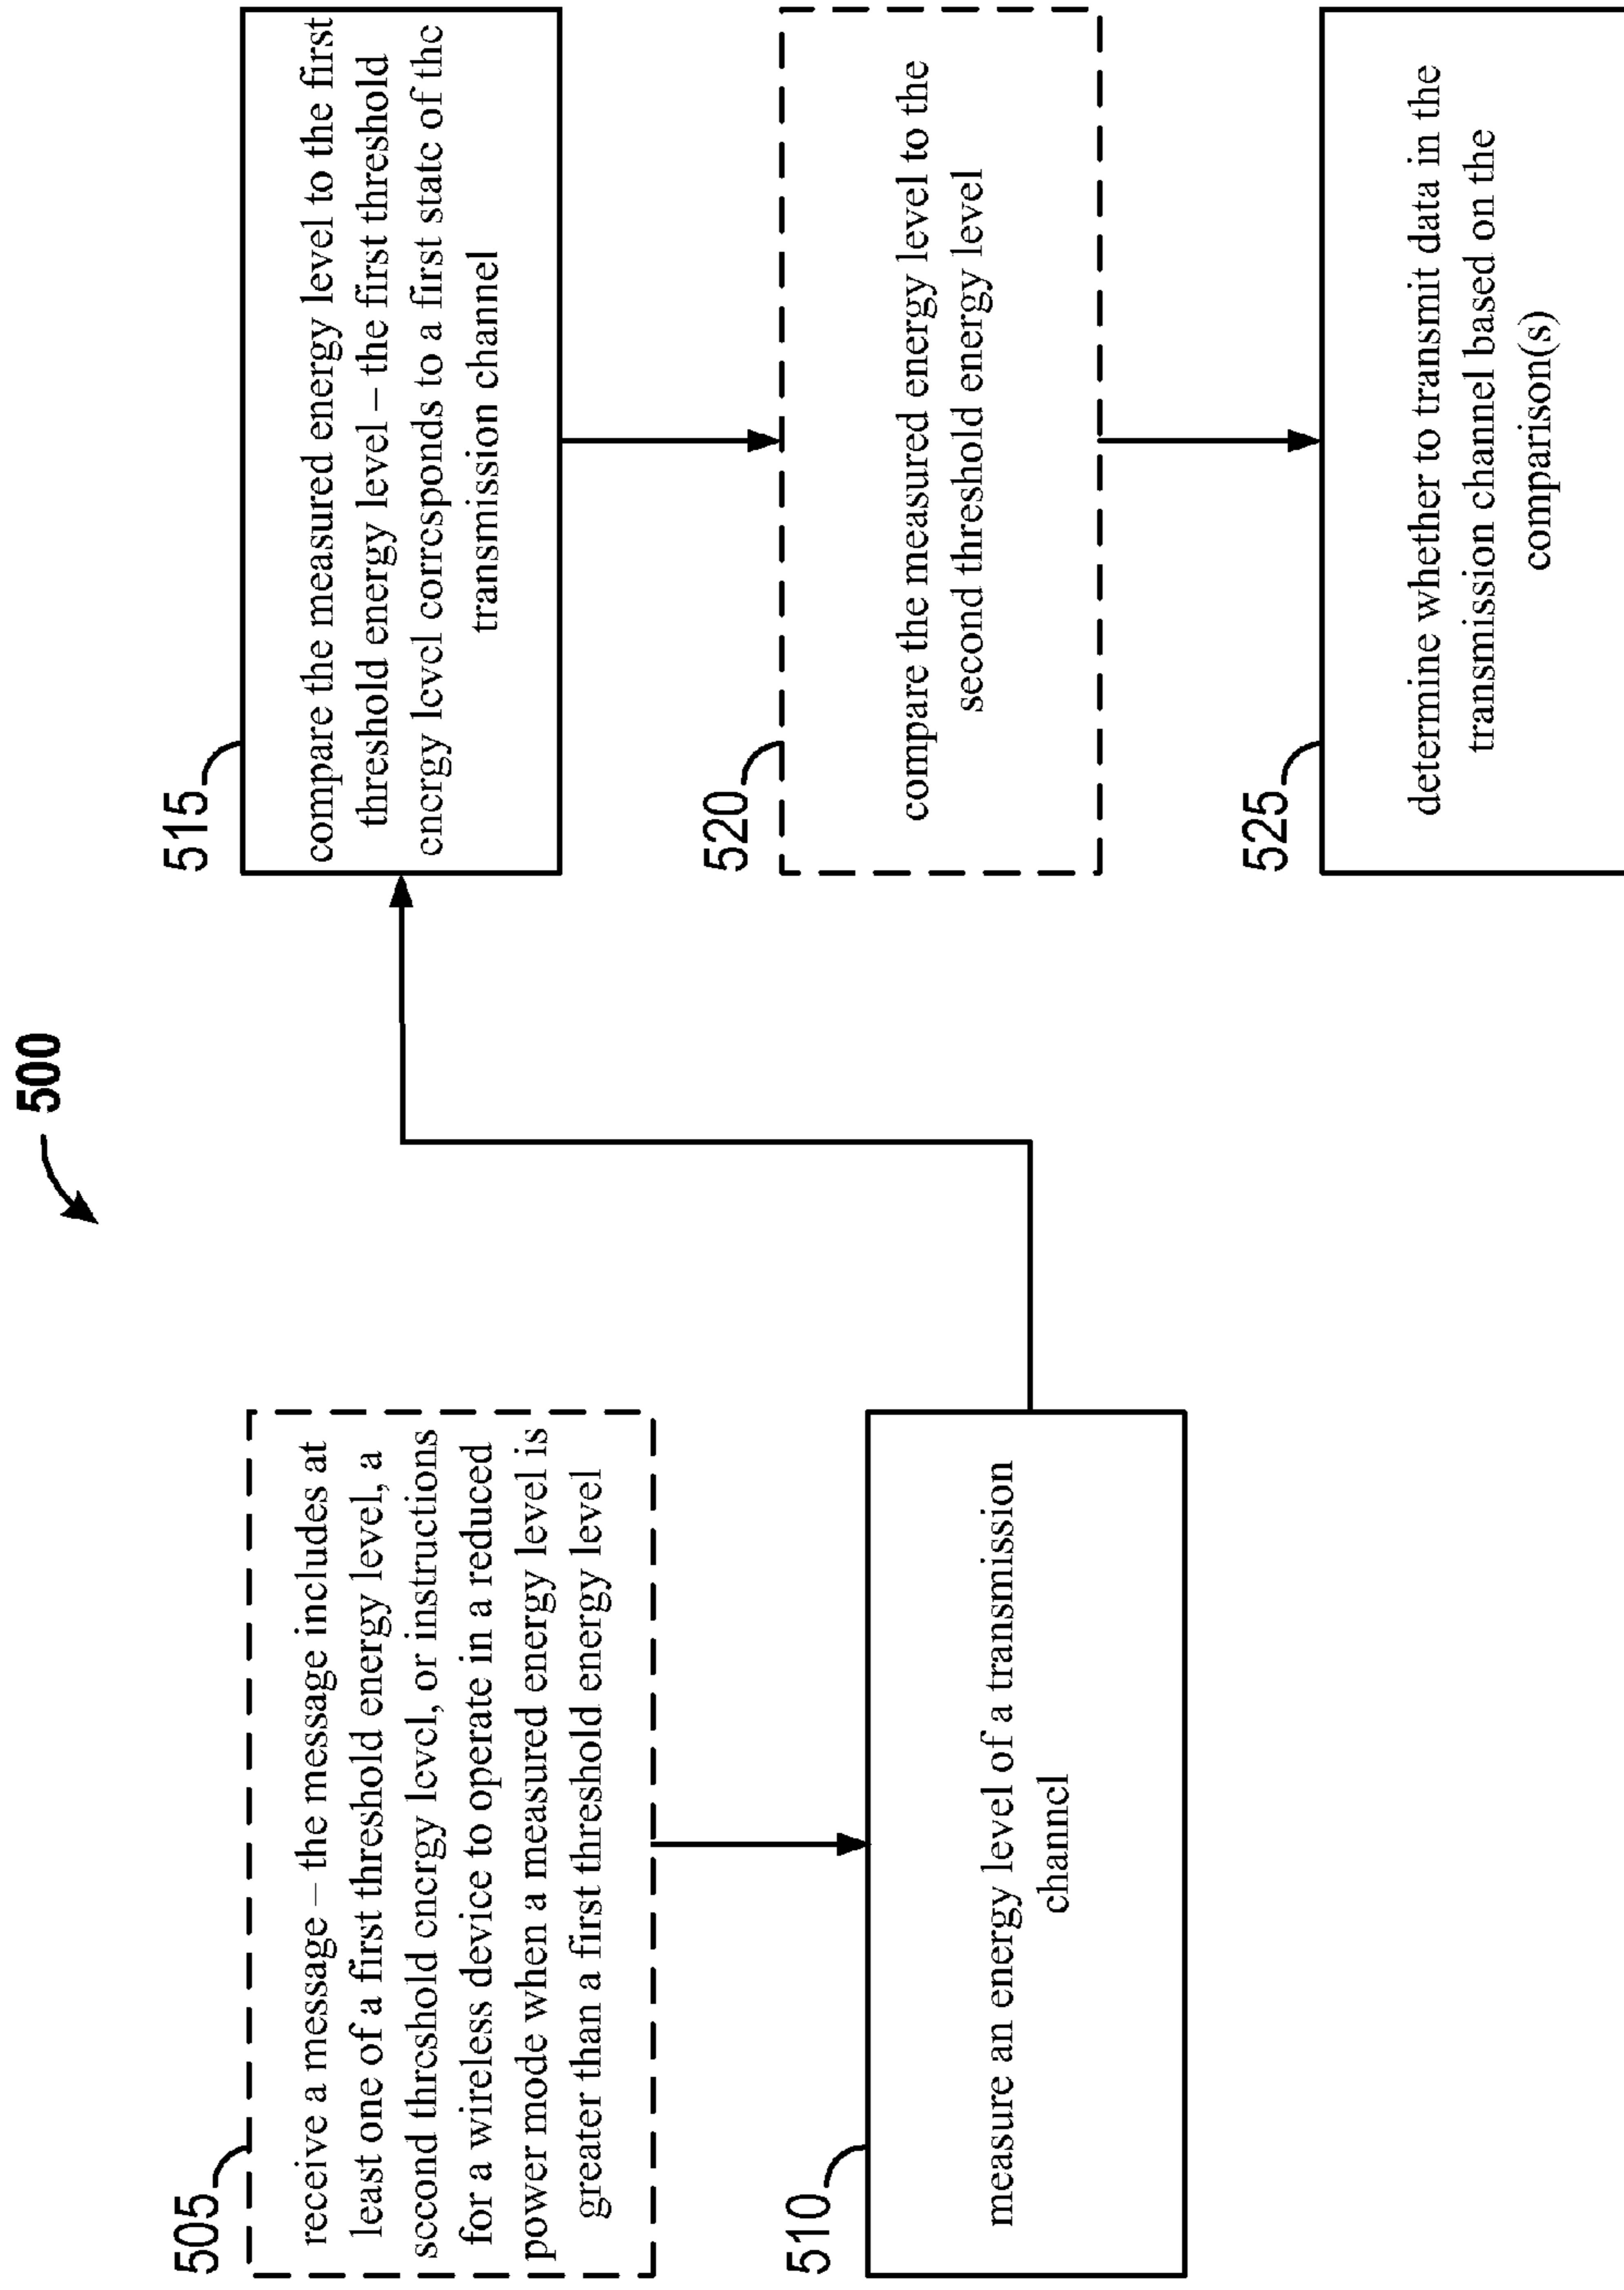 500
505
receive a message – the message includes at
least one of a first threshold energy level, a
second threshold energy level, or instructions
for a wireless device to operate in a reduced
power mode when a measured energy level is
greater than a first threshold energy level
510
measure an energy level of a transmission
channel
515
compare the measured energy level to the first
threshold energy level – the first threshold
energy level corresponds to a first state of the
transmission channel
520
compare the measured energy level to the
second threshold energy level
525
determine whether to transmit data in the
transmission channel based on the
comparison(s)